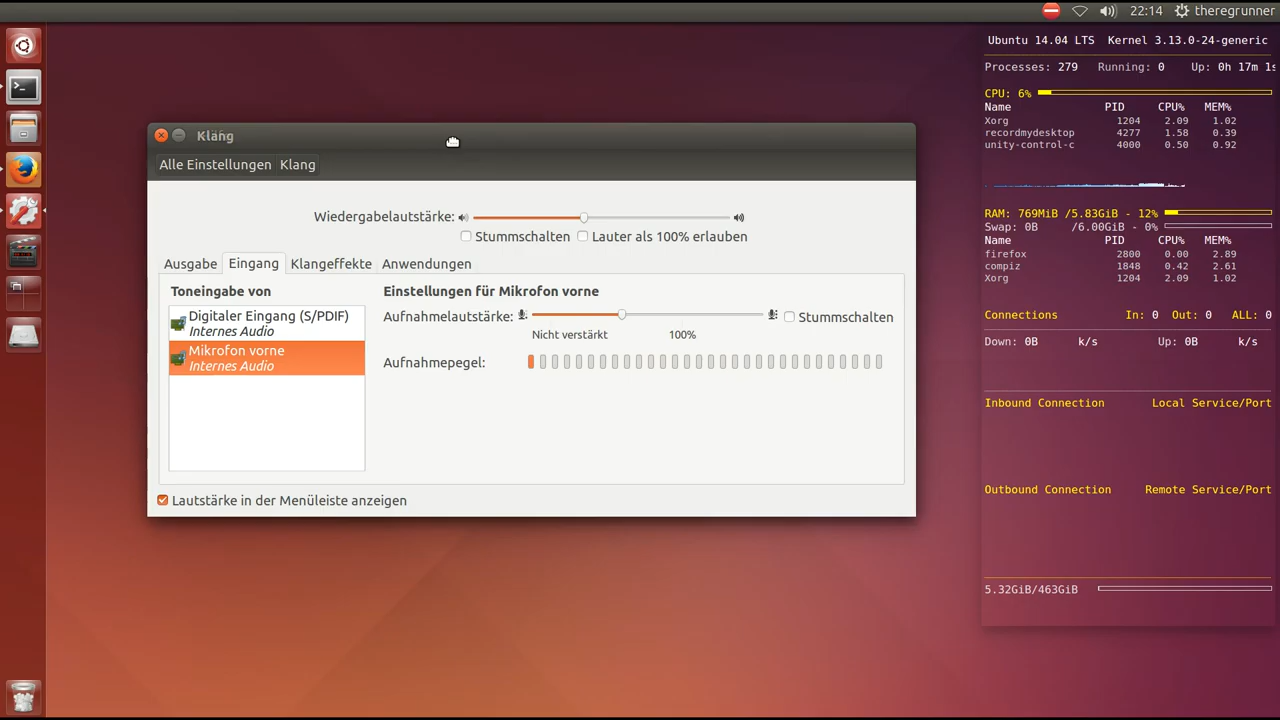 22:14 theregrunner
Klang
Alle Einstellungen Klang
Wiedergabelautstärke:
Stummschalten Lauter als 100% erlauben
Ausgabe Eingang Klangeffekte Anwendungen
Toneingabe von
Digitaler Eingang (S/PDIF)
Internes Audio
Mikrofon vorne
Internes Audio
Einstellungen für Mikrofon vorne
Aufnahmelautstärke: Stummschalten
Nicht verstärkt 100%
Aufnahmepegel:
Lautstärke in der Menüleiste anzeigen
Ubuntu 14.04 LTS Kernel 3.13.0-24-generic
Processes: 279 Running: 0 Up: 0h 17m 1s
CPU: 6%
Name PID CPU% MEM%
Xorg 1204 2.09 1.02
recordmydesktop 4277 1.58 0.39
unity-control-c 4000 0.50 0.92
RAM: 769MiB /5.83GiB - 12%
Swap: 0B /6.00GiB - 0%
Name PID CPU% MEM%
firefox 2800 0.00 2.89
compiz 1848 0.42 2.61
Xorg 1204 2.09 1.02
Connections In: 0 Out: 0 ALL: 0
Down: 0B k/s Up: 0B k/s
Inbound Connection Local Service/Port
Outbound Connection Remote Service/Port
5.32GiB/463GiB